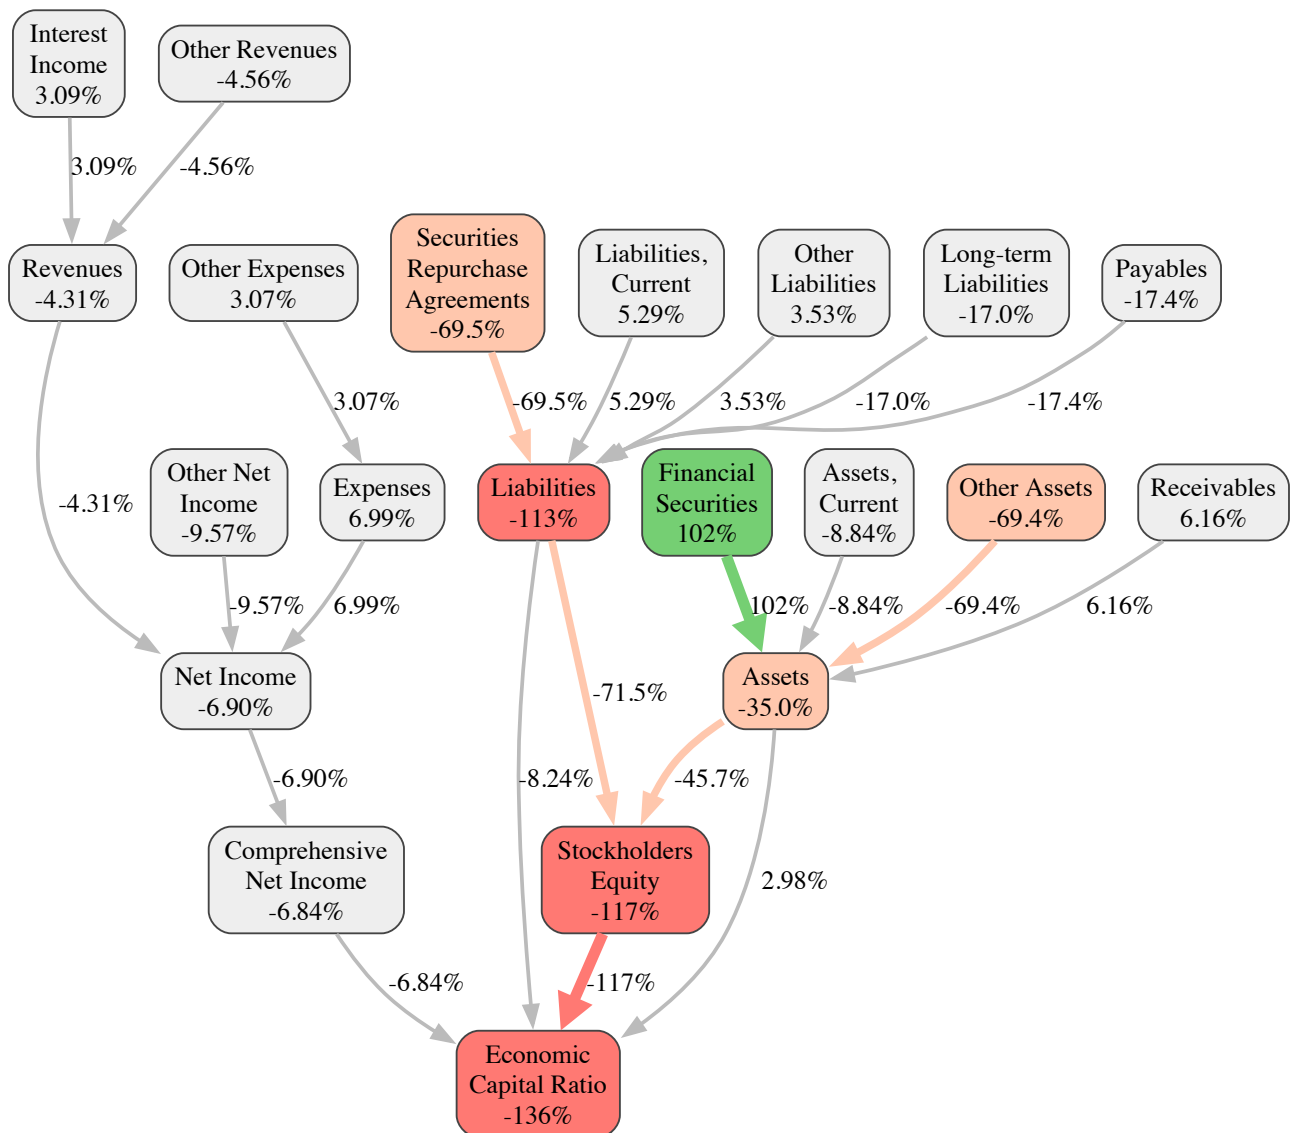 Interest
Income
3.09%
Other Revenues
-4.56%
3.09%
-4.56%
Revenues
-4.31%
Other Expenses
3.07%
Securities
Repurchase
Agreements
-69.5%
Liabilities,
Current
5.29%
Other
Liabilities
3.53%
Long-term
Liabilities
-17.0%
Payables
-17.4%
3.07%
-69.5%
5.29%
3.53%
-17.0%
-17.4%
-4.31%
Other Net
Income
-9.57%
Expenses
6.99%
Liabilities
-113%
Financial
Securities
102%
Assets,
Current
-8.84%
Other Assets
-69.4%
Receivables
6.16%
-9.57%
6.99%
102%
-8.84%
-69.4%
6.16%
Net Income
-6.90%
-71.5%
Assets
-35.0%
-6.90%
-8.24%
-45.7%
Comprehensive
Net Income
-6.84%
Stockholders
Equity
-117%
2.98%
-6.84%
-117%
Economic
Capital Ratio
-136%